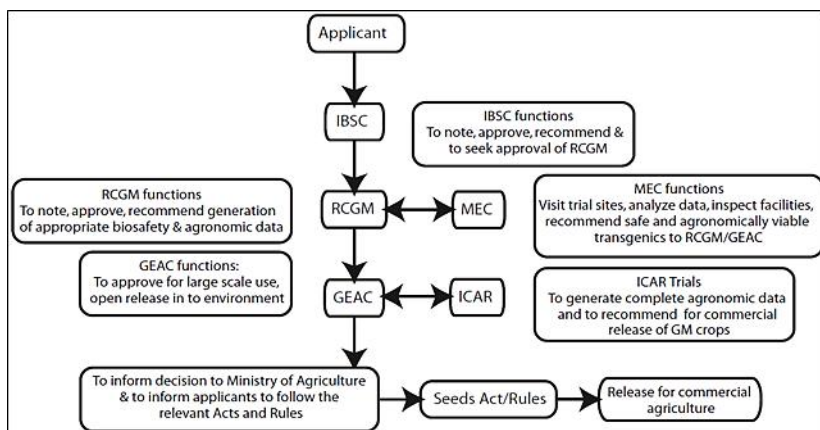 Applicant
IBSC
IBSC functions
To note, approve, recommend &
to seek approval of RCGM
RCGM functions
To note, approve, recommend generation
of appropriate biosafety & agronomic data
RCGM
MEC
MEC functions
Visit trial sites, analyze data, inspect facilities,
recommend safe and agronomically viable
transgenics to RCGM/GEAC
GEAC functions:
To approve for large scale use,
open release in to environment
GEAC
ICAR
ICAR Trials
To generate complete agronomic data
and to recommend for commercial
release of GM crops
To inform decision to Ministry of Agriculture
& to inform applicants to follow the
relevant Acts and Rules
Seeds Act/Rules
Release for commercial
agriculture